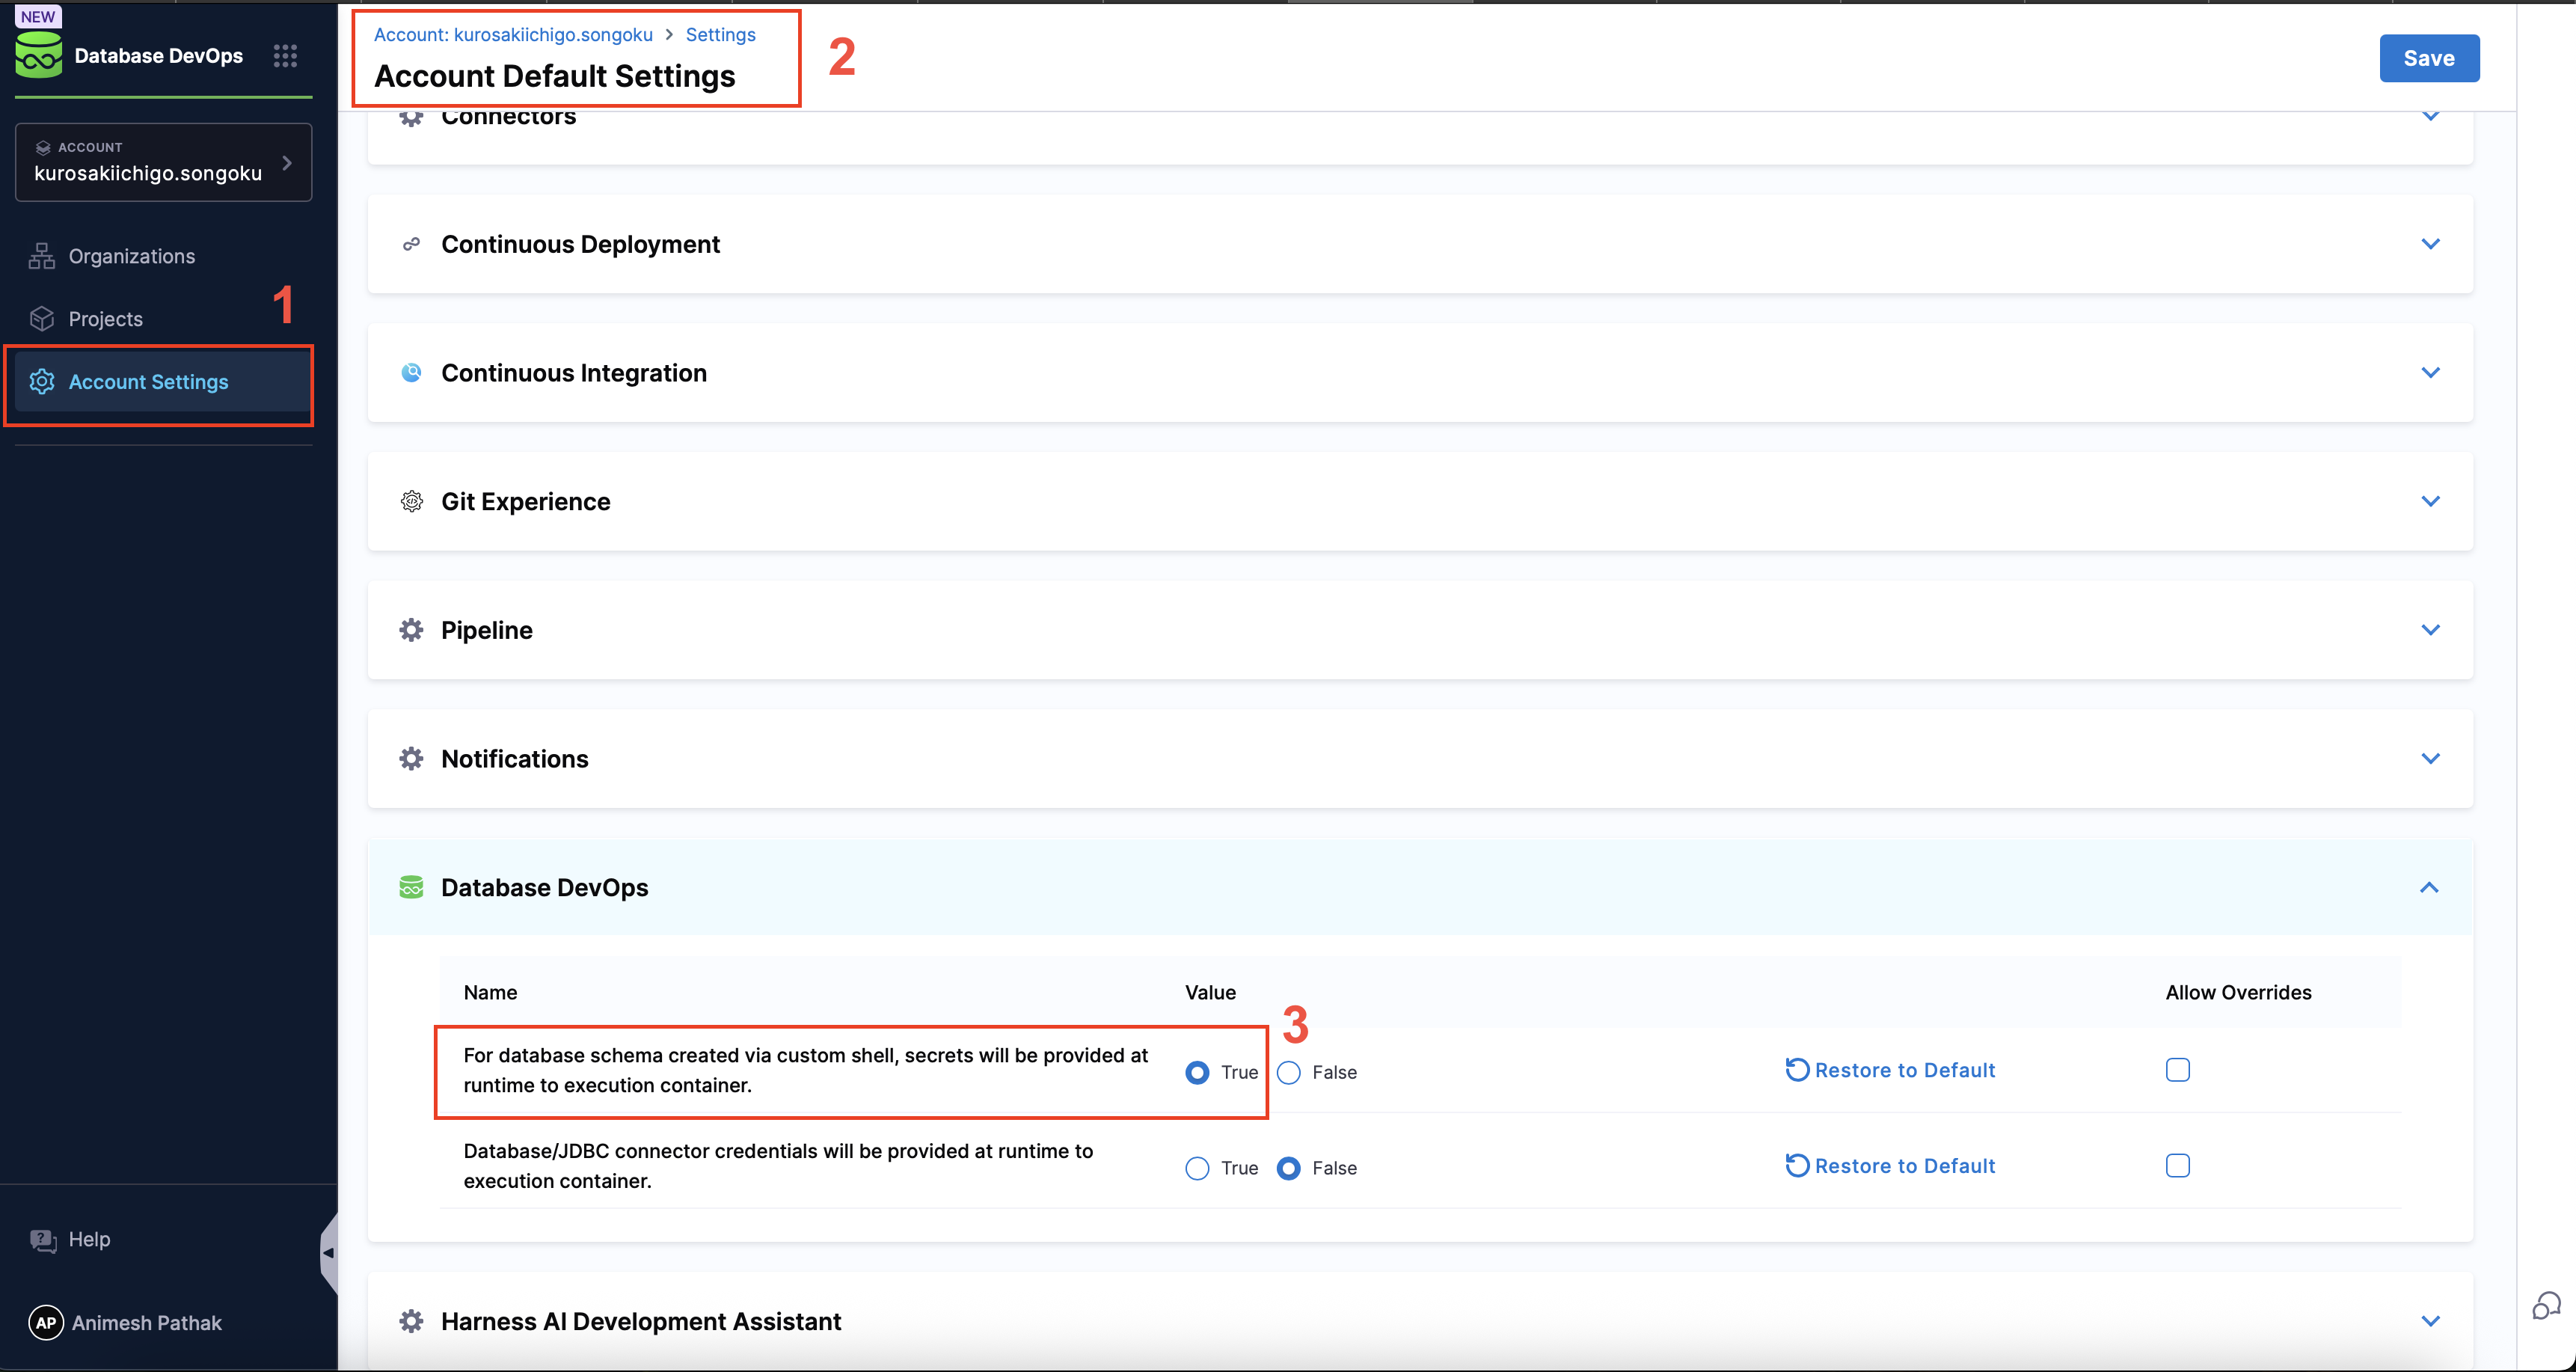 NEW
Database DevOps
ACCOUNT
kurosakiichigo.songoku
Organizations
Projects
1
Account Settings
Help
AP Animesh Pathak
Account: kurosakiichigo.songoku > Settings
Account Default Settings
2
Save
Connectors
Continuous Deployment
Continuous Integration
Git Experience
Pipeline
Notifications
Database DevOps
Name Value Allow Overrides
3
For database schema created via custom shell, secrets will be provided at
runtime to execution container.
True False Restore to Default
Database/JDBC connector credentials will be provided at runtime to
execution container.
True False Restore to Default
Harness AI Development Assistant